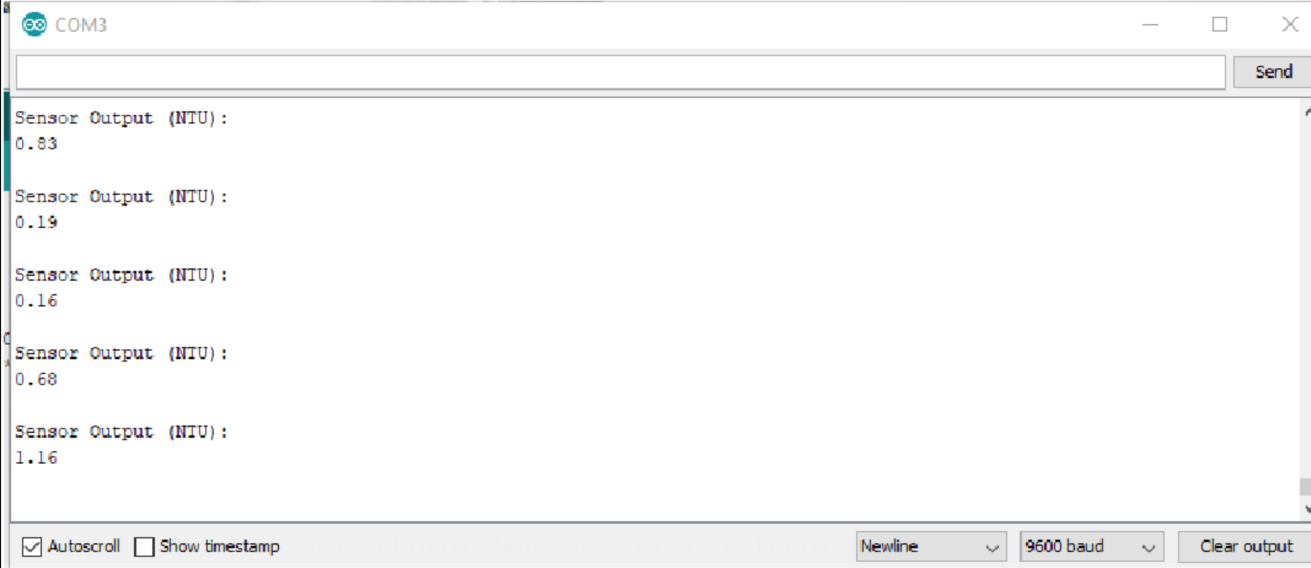 COM3
Send
Sensor Output (NTU):
0.83
Sensor Output (NTU):
0.19
Sensor Output (NTU):
0.16
Sensor Output (NTU):
0.68
Sensor Output (NTU):
1.16
Autoscroll Show timestamp Newline 9600 baud Clear output